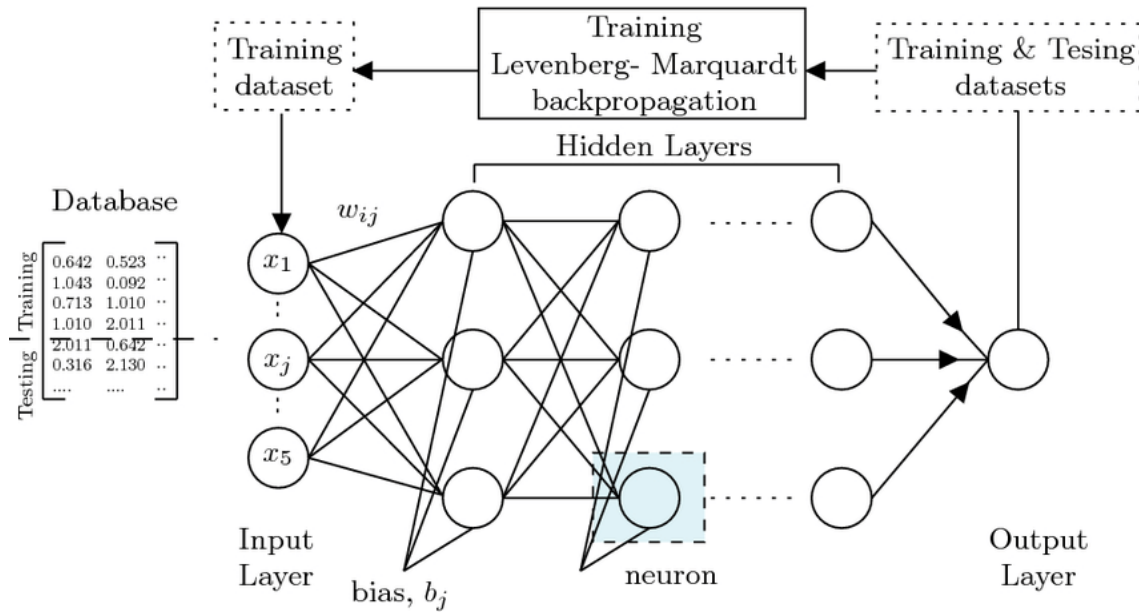 Training
dataset
Training
Levenberg- Marquardt
backpropagation
Training & Tesing
datasets
Hidden Layers
Database
w_{ij}
Training
Testing
0.642 0.523 ..
1.043 0.092 ..
0.713 1.010 ..
1.010 2.011 ..
2.011 0.642 ..
0.316 2.130 ..
.... .... ..
x_1
x_j
x_5
Input
Layer
bias, b_j
neuron
Output
Layer